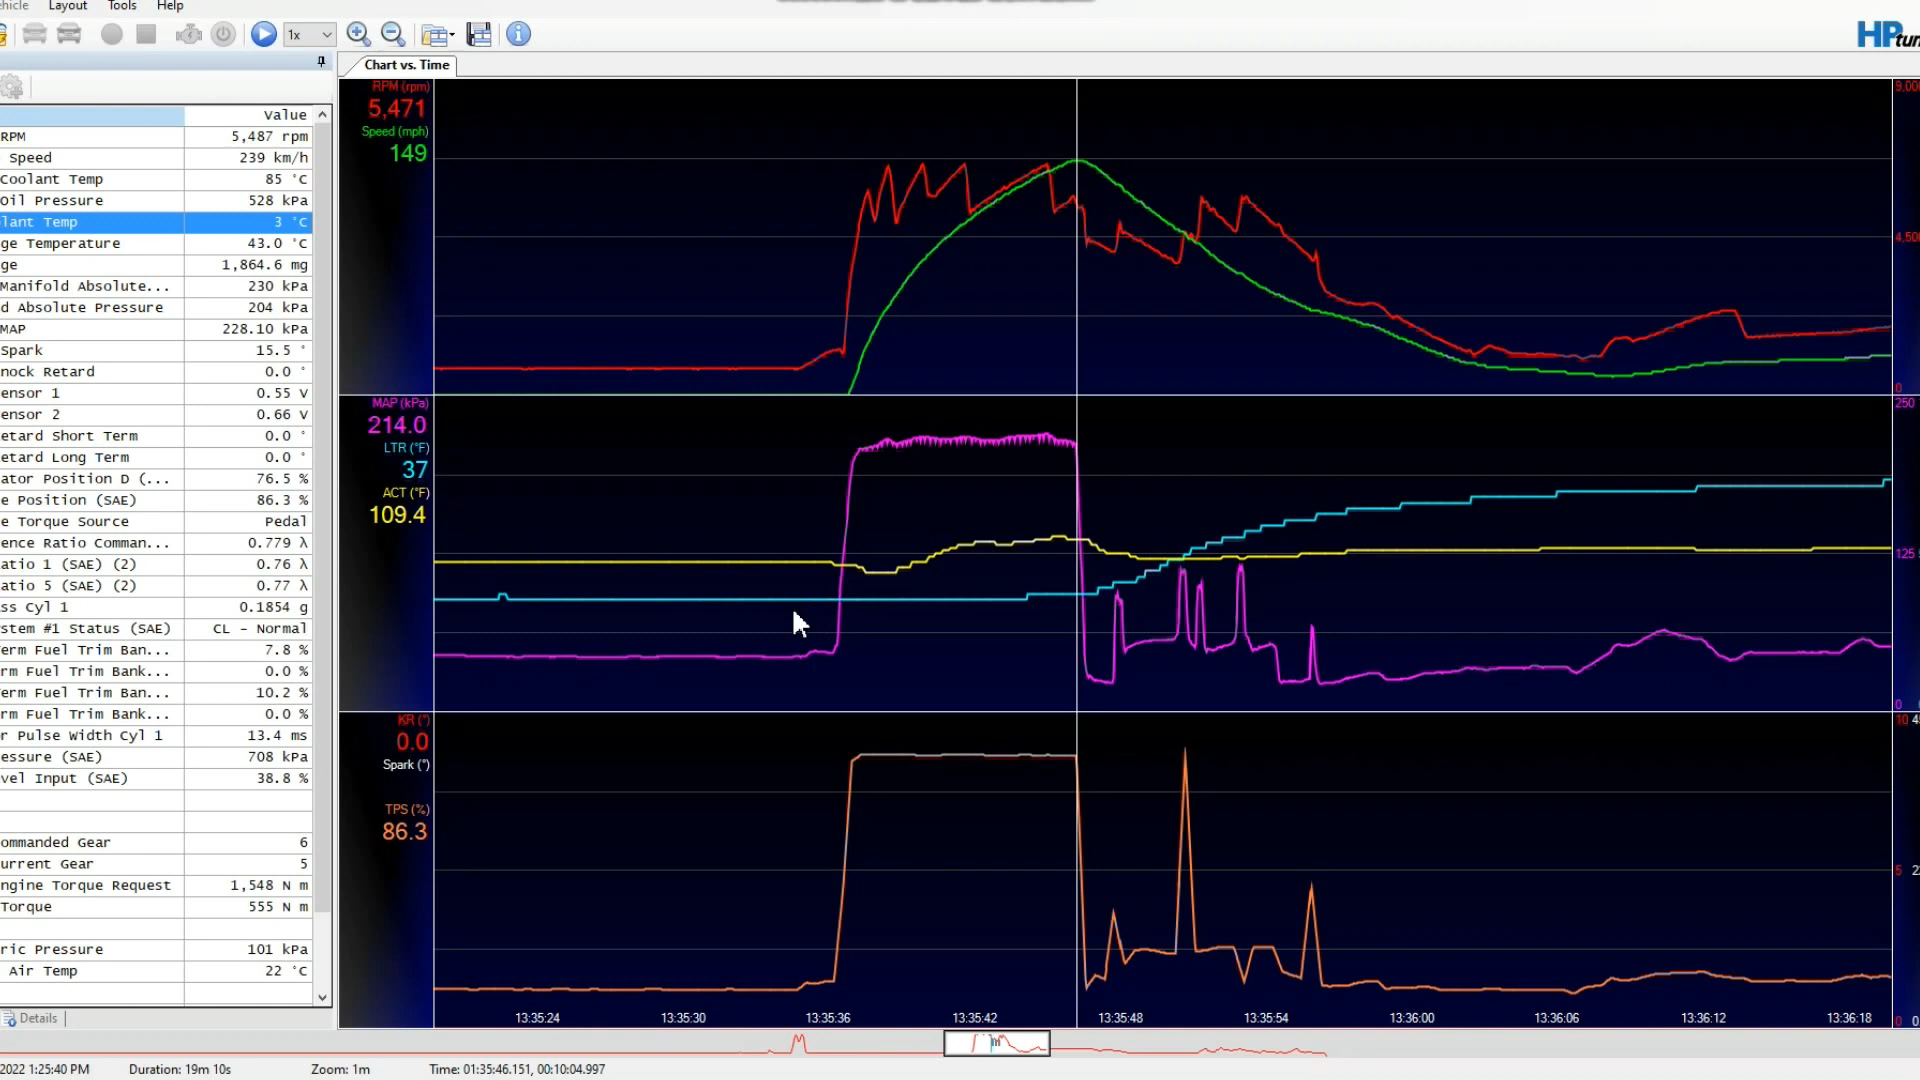 Layout Tools Help
1x
HP
Chart vs. Time
Value
RPM 5,487 rpm
Speed 239 km/h
Coolant Temp 85 °C
Oil Pressure 528 kPa
lant Temp 3 °C
ge Temperature 43.0 °C
ge 1,864.6 mg
Manifold Absolute... 230 kPa
d Absolute Pressure 204 kPa
MAP 228.10 kPa
Spark 15.5 °
nock Retard 0.0 °
ensor 1 0.55 V
ensor 2 0.66 V
etard Short Term 0.0 °
etard Long Term 0.0 °
ator Position D (... 76.5 %
e Position (SAE) 86.3 %
e Torque Source Pedal
ence Ratio Comman... 0.779 λ
atio 1 (SAE) (2) 0.76 λ
atio 5 (SAE) (2) 0.77 λ
ss Cyl 1 0.1854 g
stem #1 Status (SAE) CL - Normal
erm Fuel Trim Ban... 7.8 %
rm Fuel Trim Bank... 0.0 %
erm Fuel Trim Ban... 10.2 %
rm Fuel Trim Bank... 0.0 %
r Pulse Width Cyl 1 13.4 ms
essure (SAE) 708 kPa
vel Input (SAE) 38.8 %
ommanded Gear 6
urrent Gear 5
ngine Torque Request 1,548 N m
Torque 555 N m
ric Pressure 101 kPa
Air Temp 22 °C
Details
RPM (rpm)
5,471
Speed (mph)
149
9,000
4,500
0
MAP (kPa)
214.0
LTR (°F)
37
ACT (°F)
109.4
250
125
0
KR (°)
0.0
Spark (°)
TPS (%)
86.3
10
5
0
13:35:24 13:35:30 13:35:36 13:35:42 13:35:48 13:35:54 13:36:00 13:36:06 13:36:12 13:36:18
2022 1:25:40 PM Duration: 19m 10s Zoom: 1m Time: 01:35:46.151, 00:10:04.997